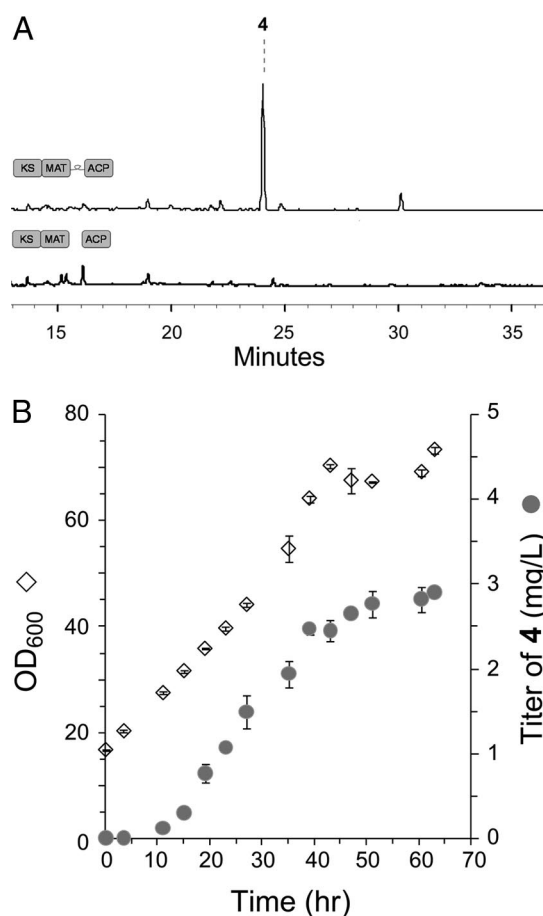 A
4
KS MAT ACP
KS MAT ACP
15 20 25 30 35
Minutes
B
80 5
4
60
3
40
2
20
1
0 0
0 10 20 30 40 50 60 70
Time (hr)
OD600
Titer of 4 (mg/L)